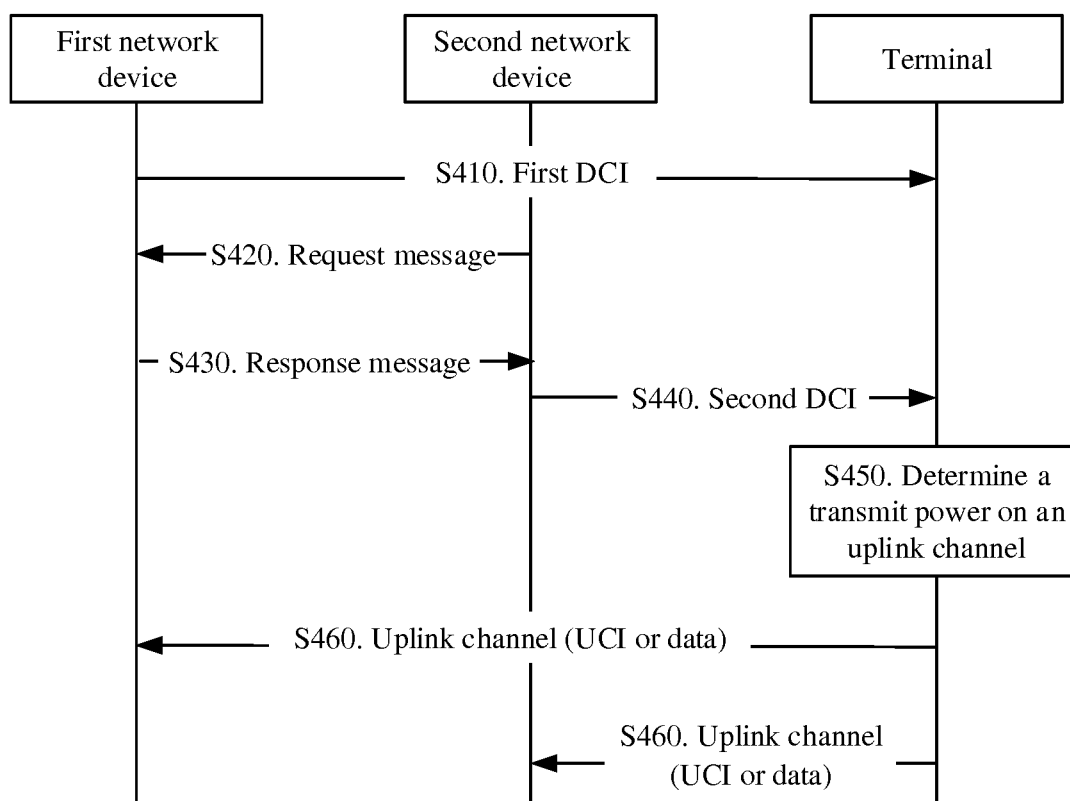 First network
device
Second network
device
Terminal
S410. First DCI
S420. Request message
S430. Response message
S440. Second DCI
S450. Determine a
transmit power on an
uplink channel
S460. Uplink channel (UCI or data)
S460. Uplink channel
(UCI or data)